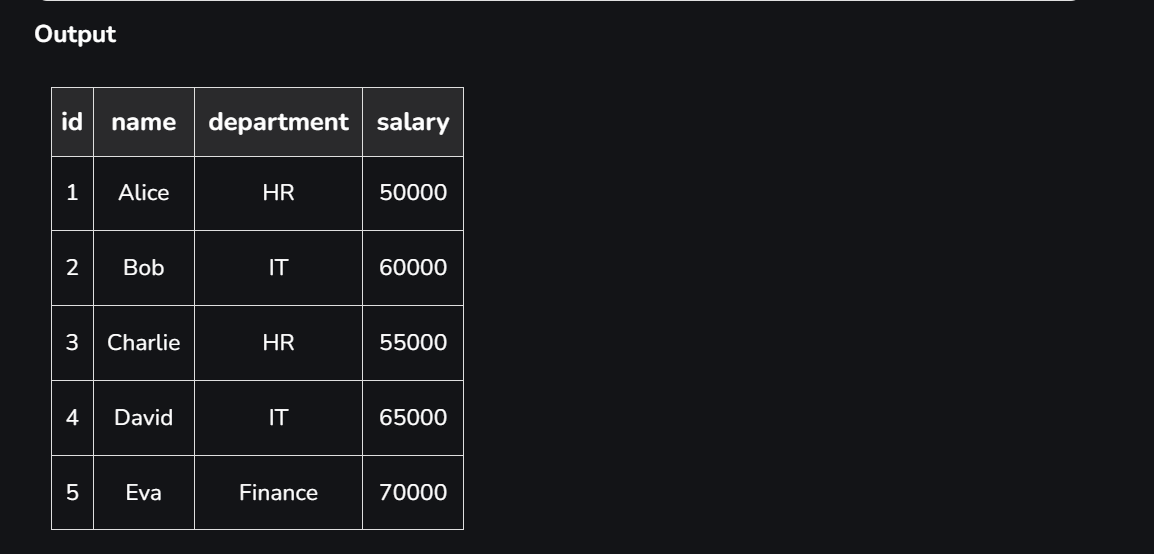 Output
id name department salary
1 Alice HR 50000
2 Bob IT 60000
3 Charlie HR 55000
4 David IT 65000
5 Eva Finance 70000